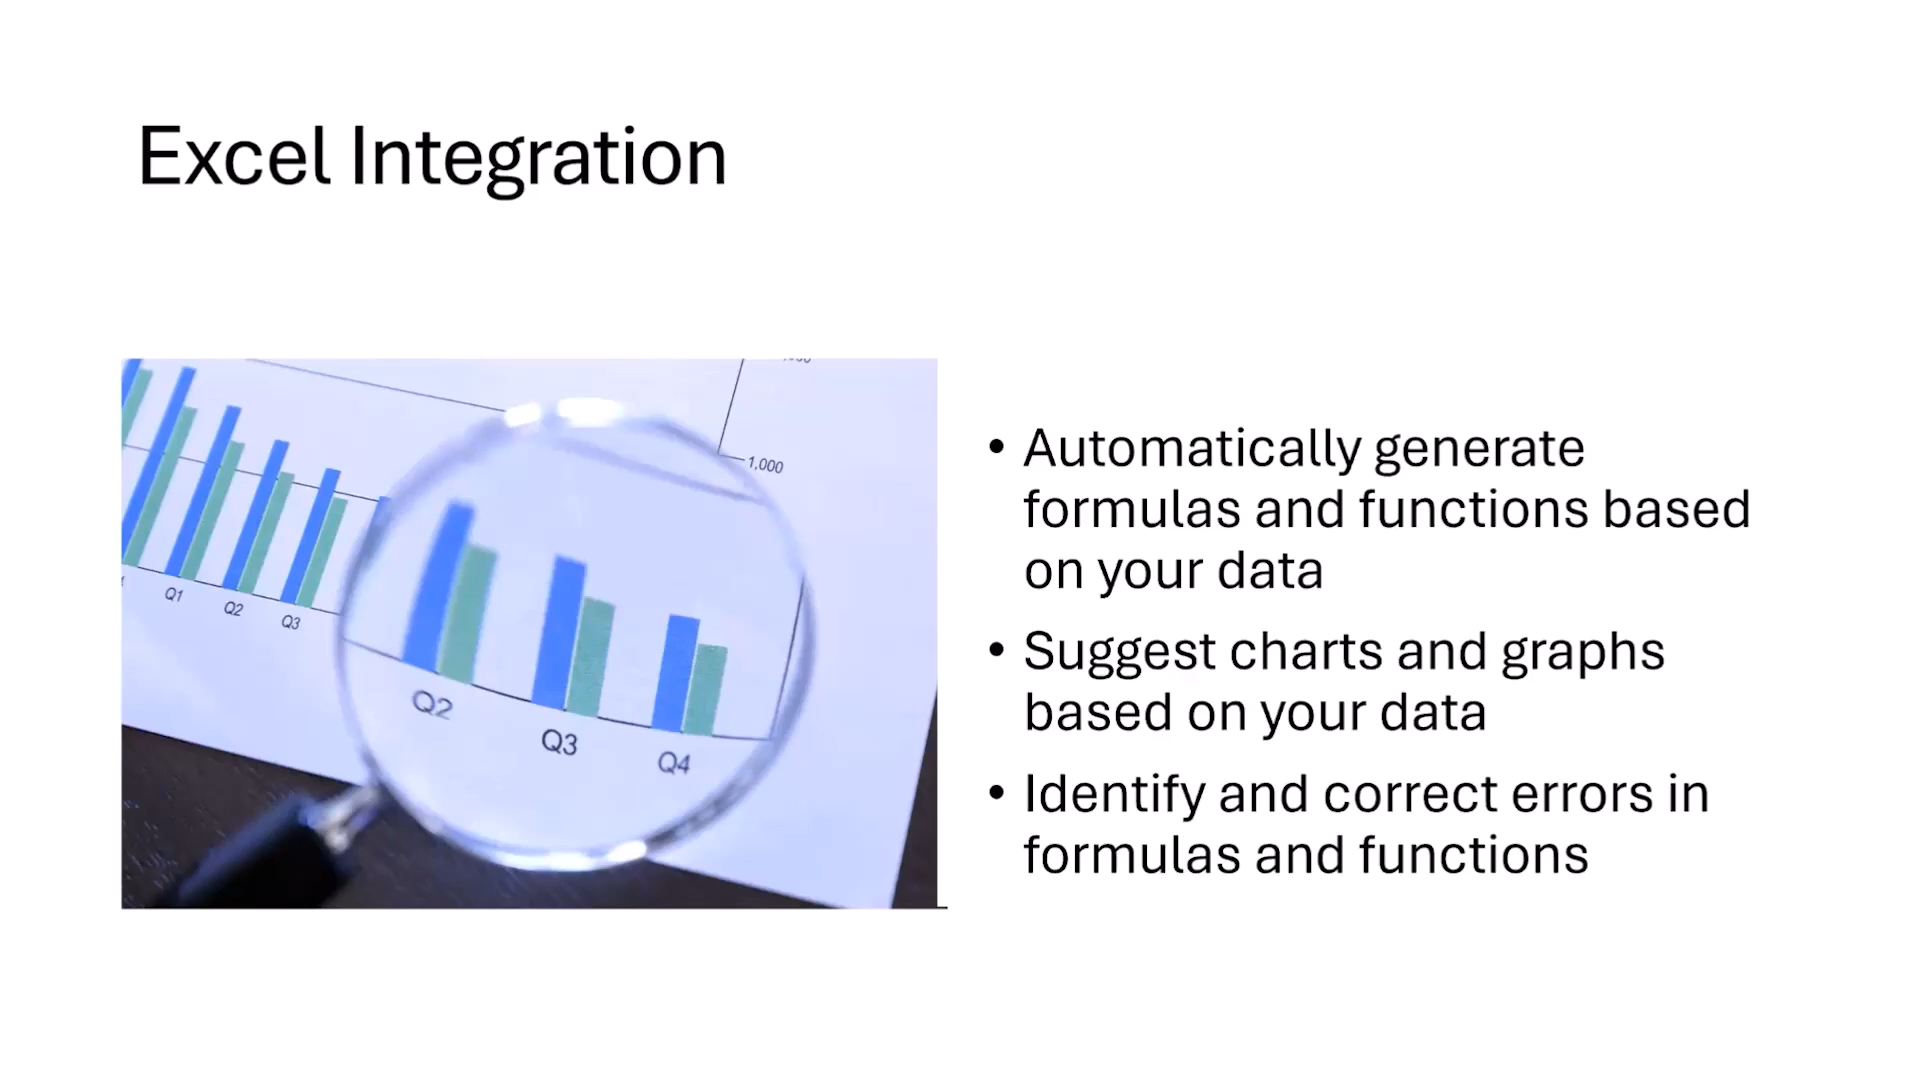 Excel Integration
1,000
Q1
Q2
Q3
Q2
Q3
Q4
• Automatically generate
formulas and functions based
on your data
• Suggest charts and graphs
based on your data
• Identify and correct errors in
formulas and functions